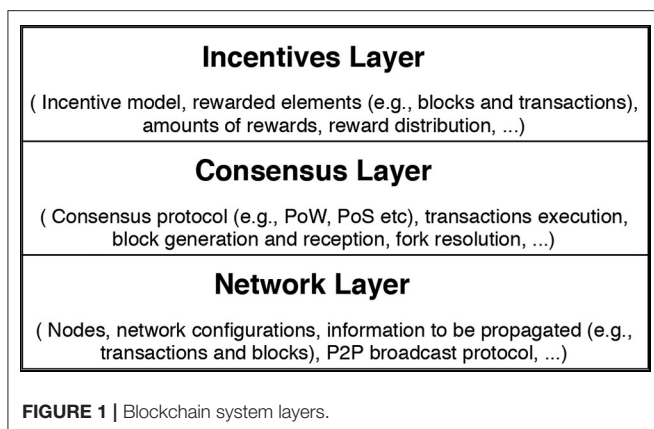 Incentives Layer
( Incentive model, rewarded elements (e.g., blocks and transactions),
amounts of rewards, reward distribution, ...)
Consensus Layer
( Consensus protocol (e.g., PoW, PoS etc), transactions execution,
block generation and reception, fork resolution, ...)
Network Layer
( Nodes, network configurations, information to be propagated (e.g.,
transactions and blocks), P2P broadcast protocol, ...)
FIGURE 1 | Blockchain system layers.